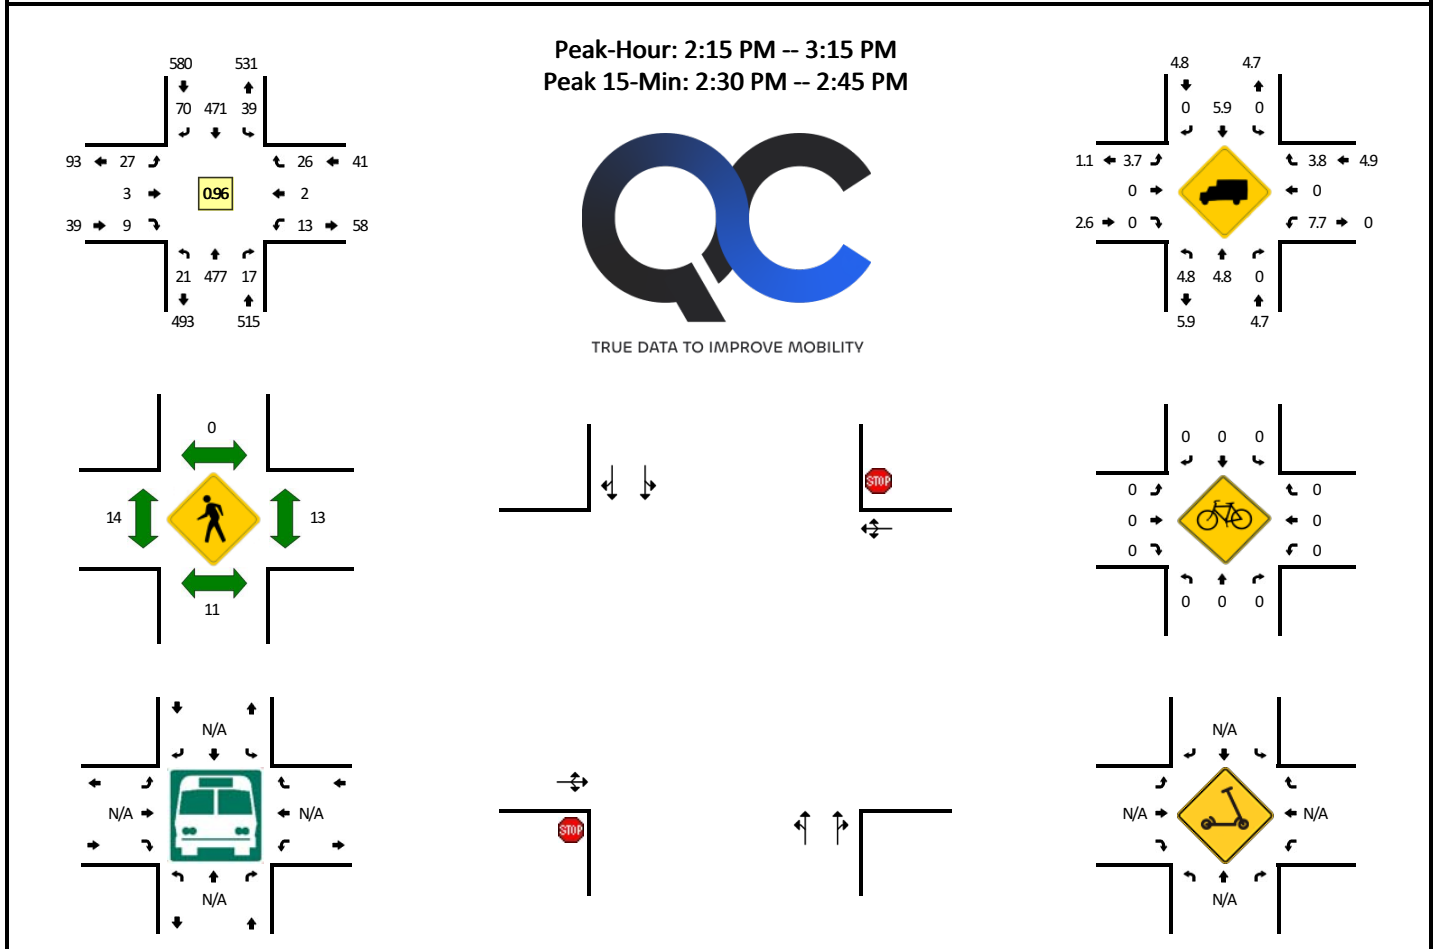 Peak-Hour: 2:15 PM -- 3:15 PM
Peak 15-Min: 2:30 PM -- 2:45 PM
580 531
70 471 39
93 27 26 41
3 0.96 2
39 9 13 58
21 477 17
493 515
TRUE DATA TO IMPROVE MOBILITY
4.8 4.7
0 5.9 0
1.1 3.7 3.8 4.9
0 0
2.6 0 7.7 0
4.8 4.8 0
5.9 4.7
0
14 13
11
STOP
STOP
0 0 0
0 0
0 0
0 0
0 0 0
N/A
N/A N/A
N/A
N/A
N/A N/A
N/A